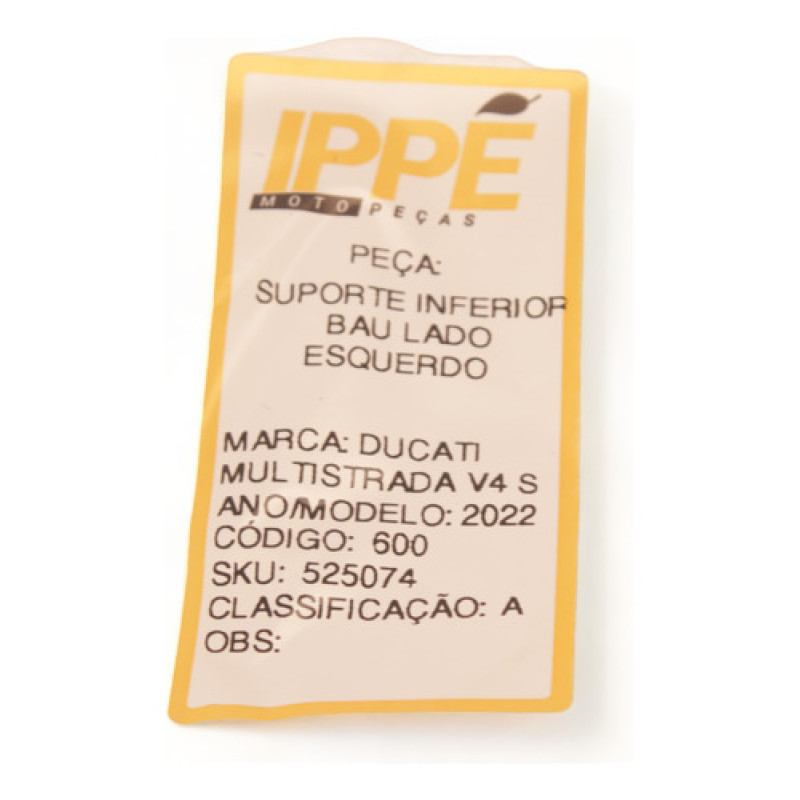 IPPÉ
MOTO PEÇAS
PEÇA:
SUPORTE INFERIOR
BAU LADO
ESQUERDO
MARCA: DUCATI
MULTISTRADA V4 S
ANO/MODELO: 2022
CÓDIGO: 600
SKU: 525074
CLASSIFICAÇÃO: A
OBS: